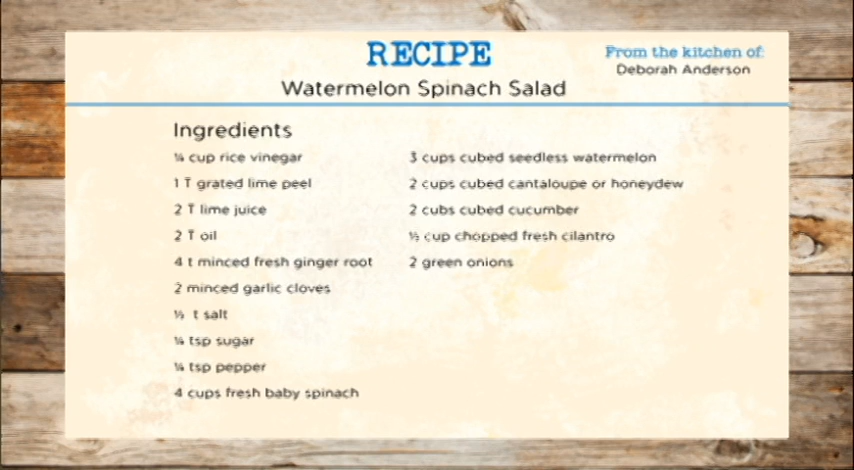 RECIPE
From the kitchen of:
Deborah Anderson
Watermelon Spinach Salad
Ingredients
¼ cup rice vinegar
1 T grated lime peel
2 T lime juice
2 T oil
4 t minced fresh ginger root
2 minced garlic cloves
½ t salt
¼ tsp sugar
¼ tsp pepper
4 cups fresh baby spinach
3 cups cubed seedless watermelon
2 cups cubed cantaloupe or honeydew
2 cubs cubed cucumber
½ cup chopped fresh cilantro
2 green onions